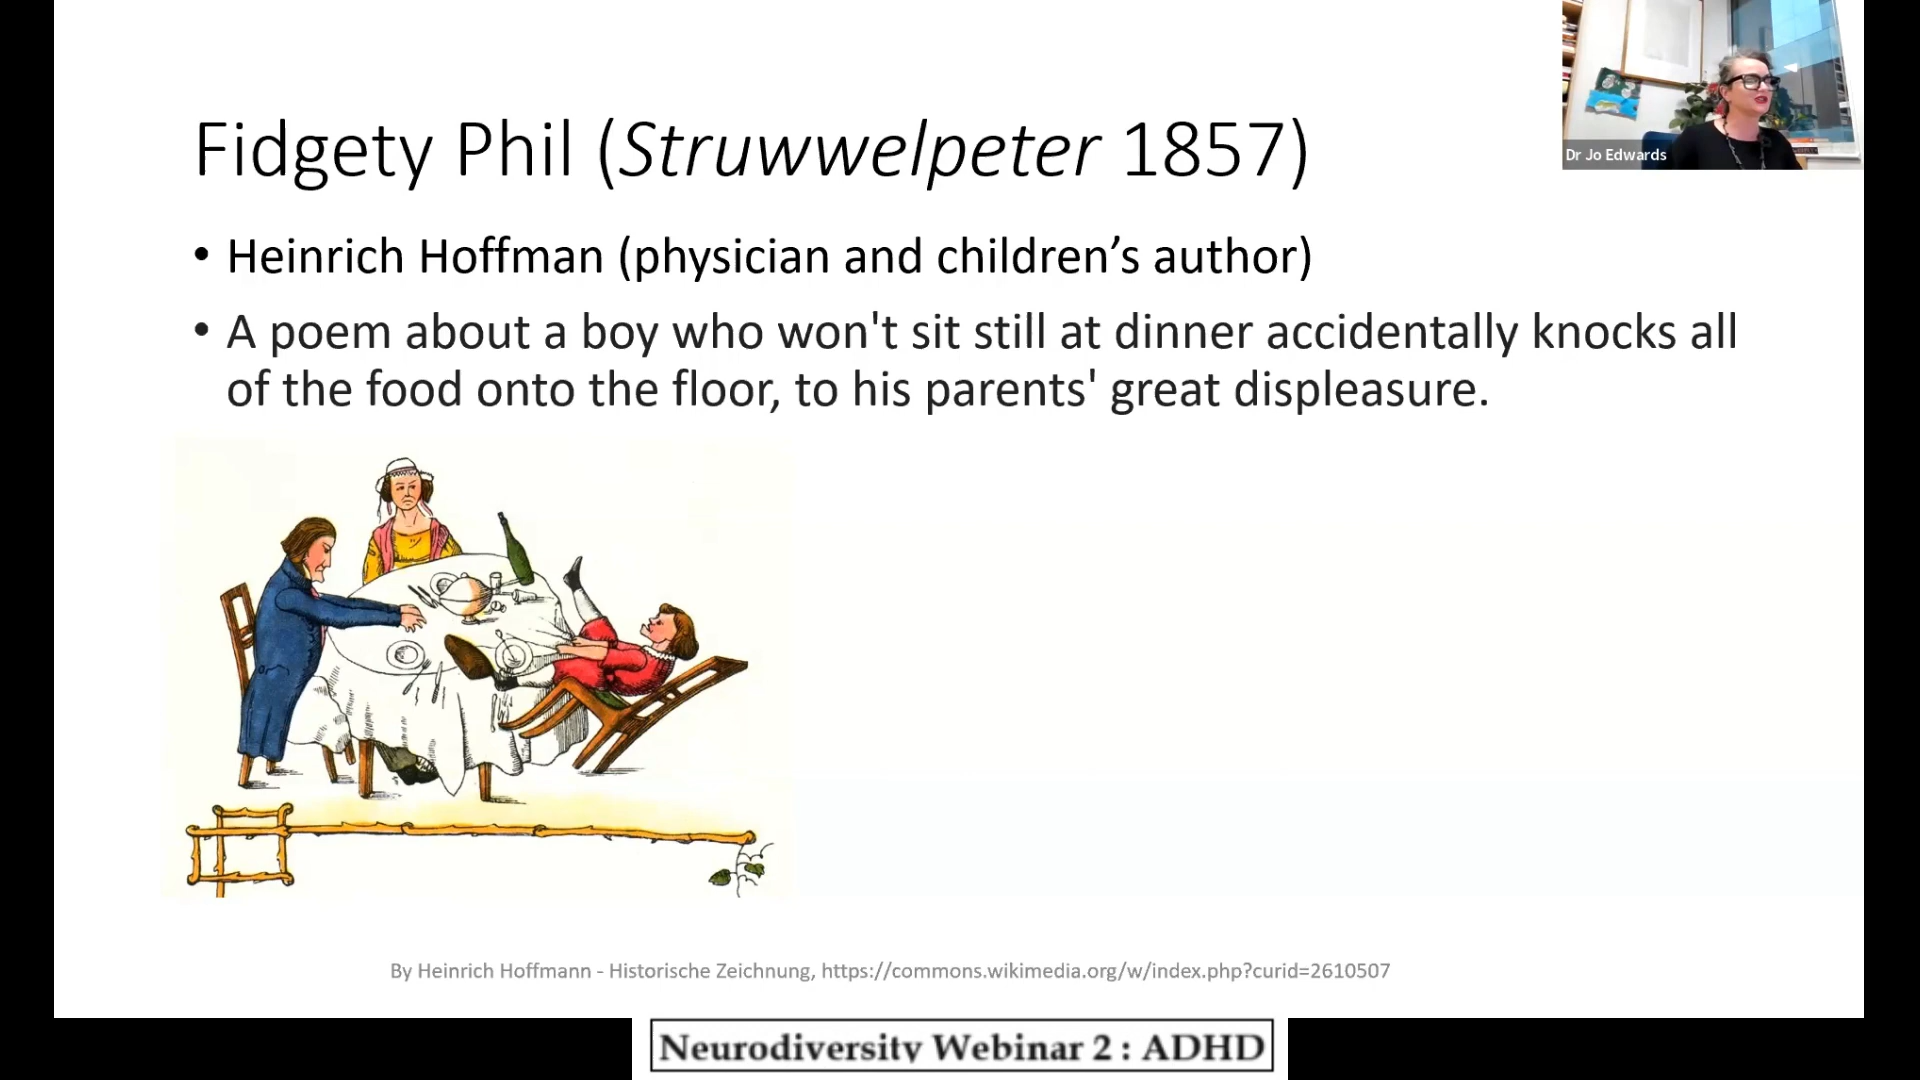 Fidgety Phil (Struwwelpeter 1857)
Dr Jo Edwards
• Heinrich Hoffman (physician and children’s author)
• A poem about a boy who won't sit still at dinner accidentally knocks all
of the food onto the floor, to his parents' great displeasure.
By Heinrich Hoffmann - Historische Zeichnung, https://commons.wikimedia.org/w/index.php?curid=2610507
Neurodiversity Webinar 2 : ADHD